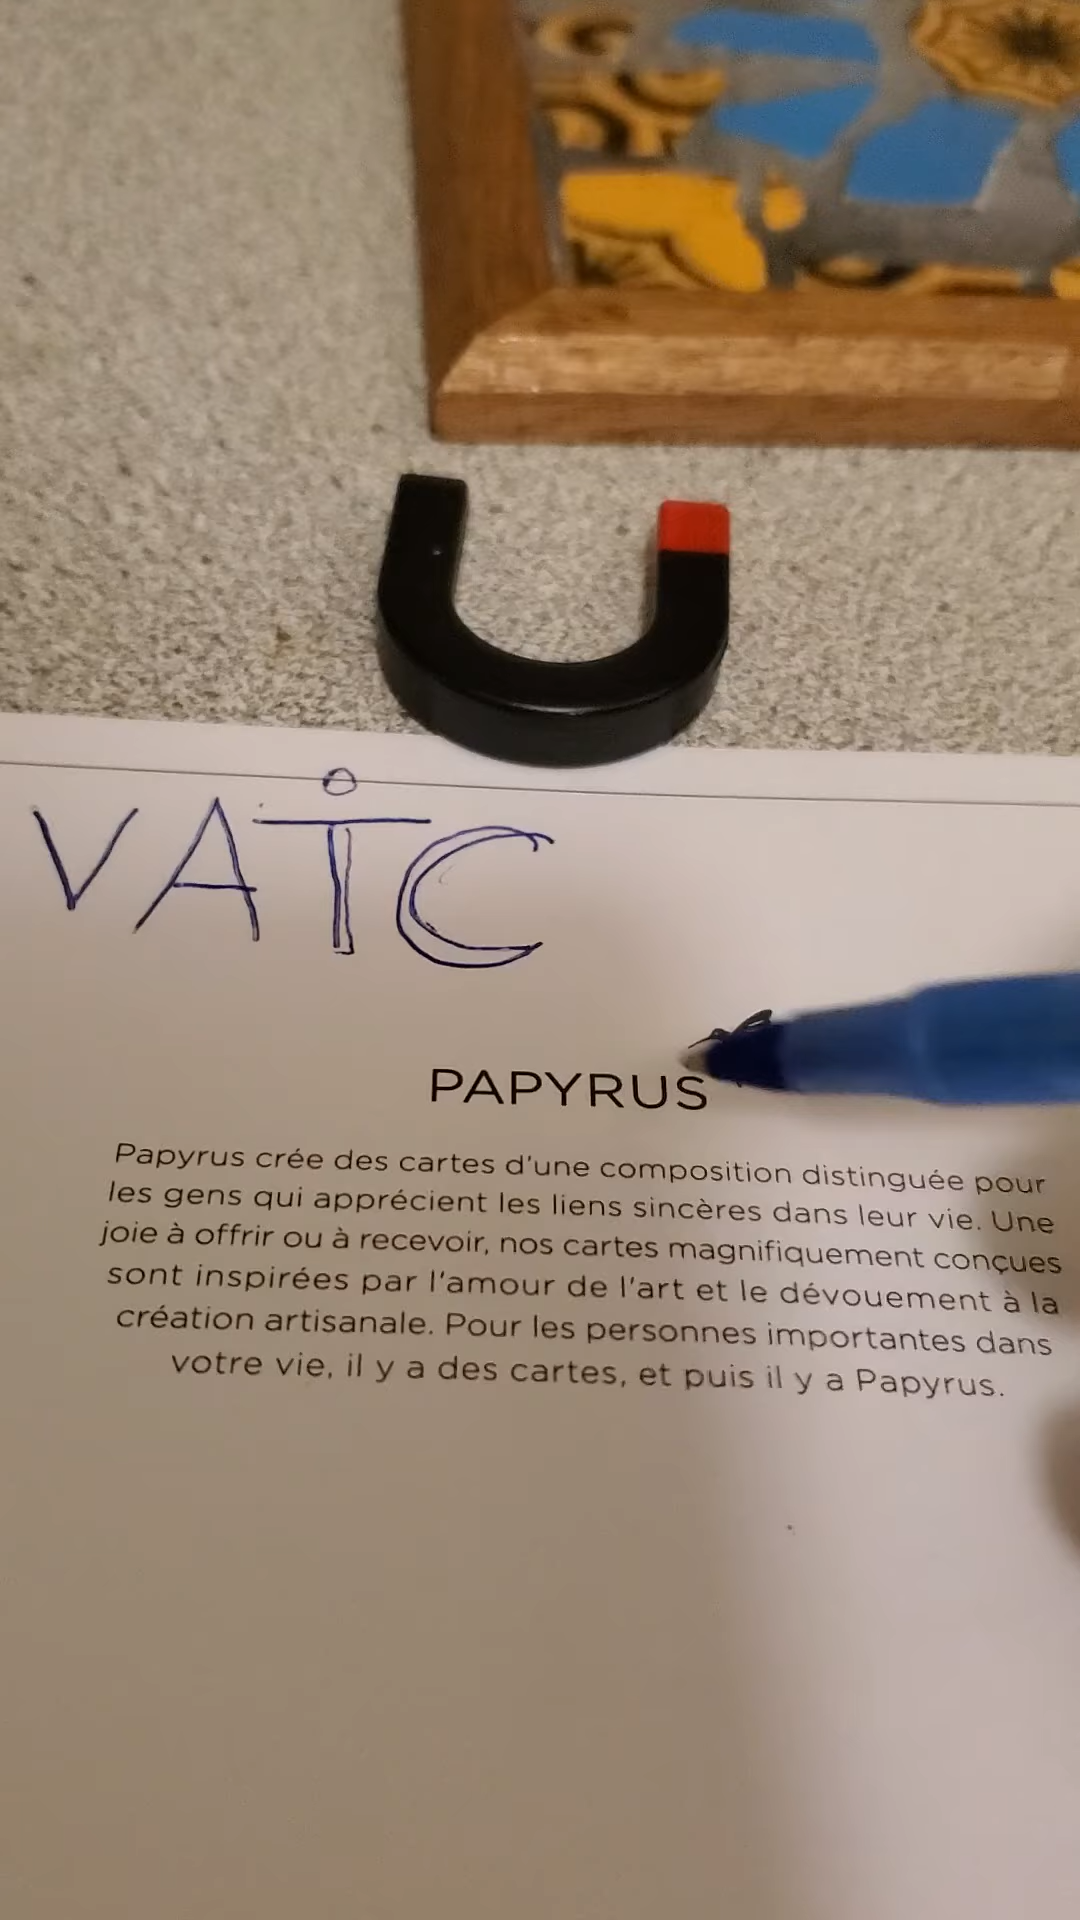 VATC
PAPYRUS
Papyrus crée des cartes d'une composition distinguée pour
les gens qui apprécient les liens sincères dans leur vie. Une
joie à offrir ou à recevoir, nos cartes magnifiquement conçues
sont inspirées par l'amour de l'art et le dévouement à la
création artisanale. Pour les personnes importantes dans
votre vie, il y a des cartes, et puis il y a Papyrus.